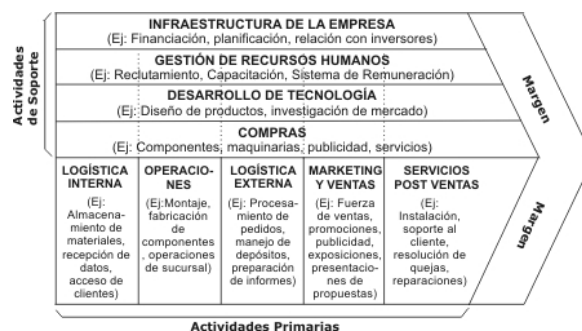 Actividades
de Soporte
INFRAESTRUCTURA DE LA EMPRESA
(Ej: Financiación, planificación, relación con inversores)
GESTIÓN DE RECURSOS HUMANOS
(Ej: Reclutamiento, Capacitación, Sistema de Remuneración)
DESARROLLO DE TECNOLOGÍA
(Ej: Diseño de productos, investigación de mercado)
COMPRAS
(Ej: Componentes, maquinarias, publicidad, servicios)
Margen
LOGÍSTICA
INTERNA
(Ej:
Almacena-
miento de
materiales,
recepción de
datos,
acceso de
clientes)
OPERACIO-
NES
(Ej:Montaje,
fabricación
de
componentes
, operaciones
de sucursal)
LOGÍSTICA
EXTERNA
(Ej: Procesa-
miento de
pedidos,
manejo de
depósitos,
preparación
de informes)
MARKETING
Y VENTAS
(Ej: Fuerza
de ventas,
promociones,
publicidad,
exposiciones,
presentacio-
nes de
propuestas)
SERVICIOS
POST VENTAS
(Ej:
Instalación,
soporte al
cliente,
resolución de
quejas,
reparaciones)
Margen
Actividades Primarias